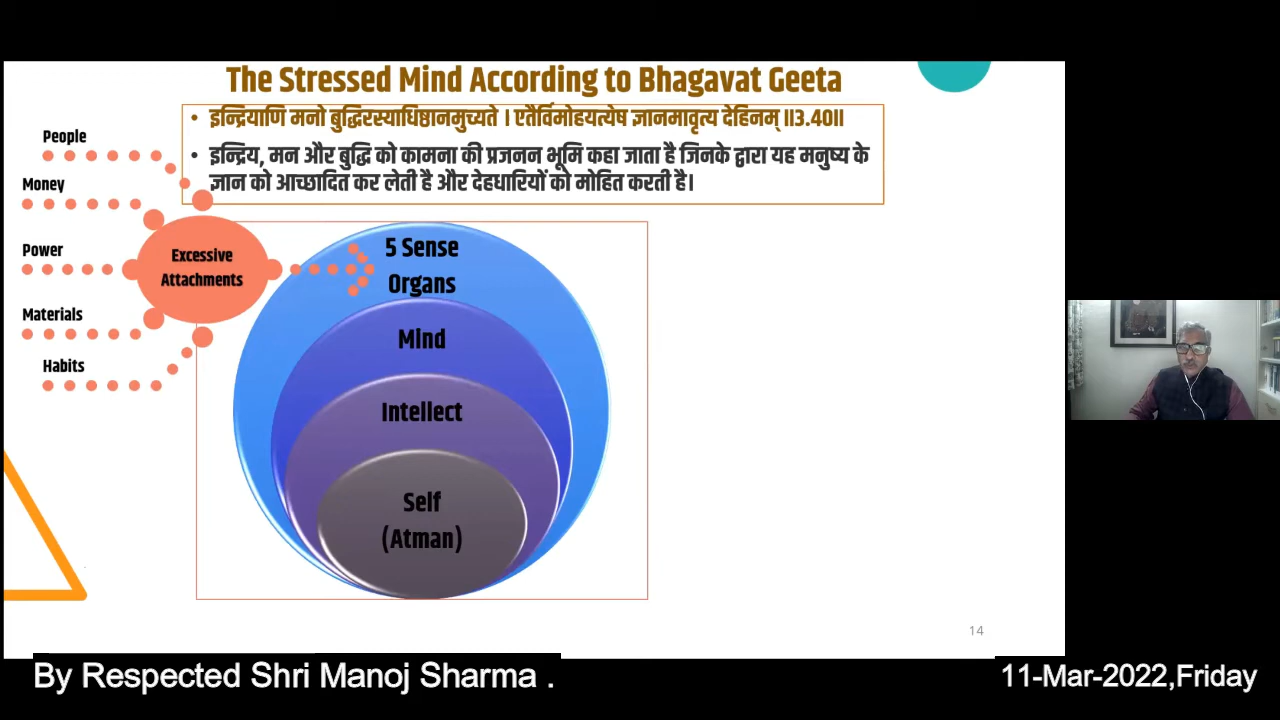 The Stressed Mind According to Bhagavat Geeta
• इन्द्रियाणि मनो बुद्धिरस्याधिष्ठानमुच्यते । एतैर्विमोहयत्येष ज्ञानमावृत्य देहिनम् ॥3.40॥
• इन्द्रिय, मन और बुद्धि को कामना की प्रजनन भूमि कहा जाता है जिनके द्वारा यह मनुष्य के
ज्ञान को आच्छादित कर लेती है और देहधारियों को मोहित करती है।
People
Money
Power
Materials
Habits
Excessive
Attachments
5 Sense
Organs
Mind
Intellect
Self
(Atman)
14
By Respected Shri Manoj Sharma .
11-Mar-2022,Friday